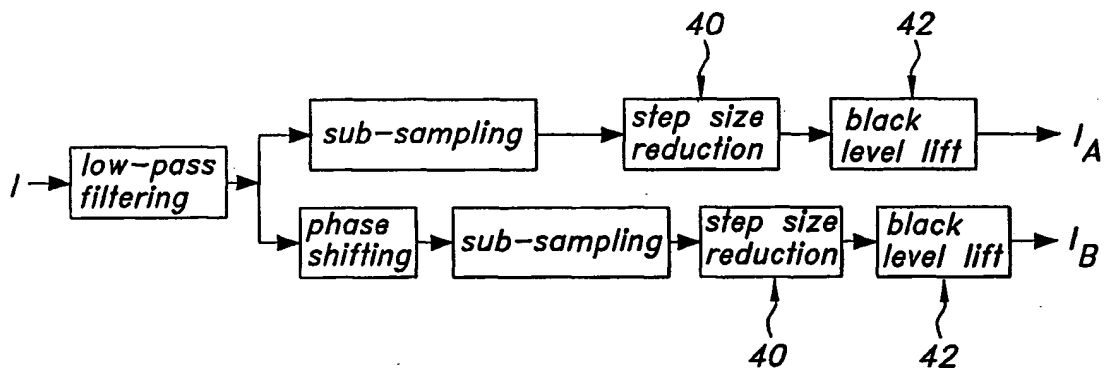 40
42
sub-sampling
step size
reduction
black
level lift
I_A
I
low-pass
filtering
phase
shifting
sub-sampling
step size
reduction
black
level lift
I_B
40
42